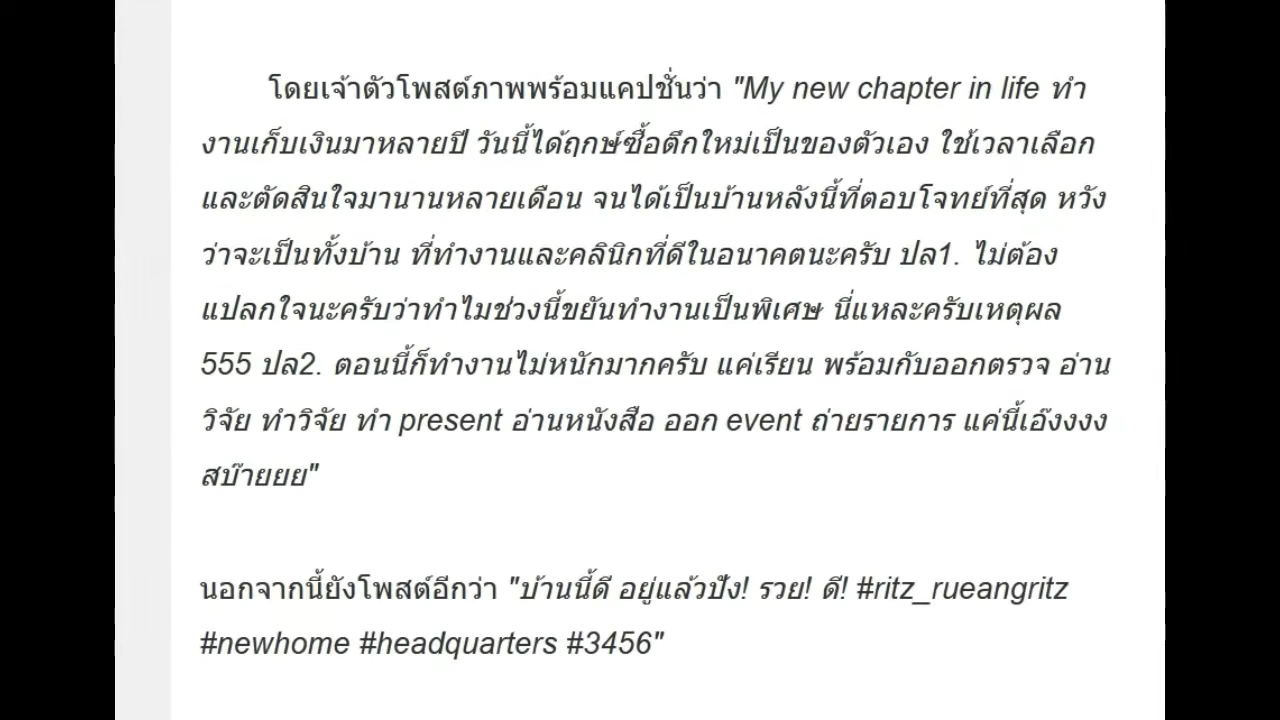 โดยเจ้าตัวโพสต์ภาพพร้อมแคปชั่นว่า "My new chapter in life ทำ
งานเก็บเงินมาหลายปี วันนี้ได้ฤกษ์ซื้อตึกใหม่เป็นของตัวเอง ใช้เวลาเลือก
และตัดสินใจมานานหลายเดือน จนได้เป็นบ้านหลังนี้ที่ตอบโจทย์ที่สุด หวัง
ว่าจะเป็นทั้งบ้าน ที่ทำงานและคลินิกที่ดีในอนาคตนะครับ ปล1. ไม่ต้อง
แปลกใจนะครับว่าทำไมช่วงนี้ขยันทำงานเป็นพิเศษ นี่แหละครับเหตุผล
555 ปล2. ตอนนี้ก็ทำงานไม่หนักมากครับ แค่เรียน พร้อมกับออกตรวจ อ่าน
วิจัย ทำวิจัย ทำ present อ่านหนังสือ ออก event ถ่ายรายการ แค่นี้เอ๊งงงง
สบ๊ายยย"
นอกจากนี้ยังโพสต์อีกว่า "บ้านนี้ดี อยู่แล้วปัง! รวย! ดี! #ritz_rueangritz
#newhome #headquarters #3456"